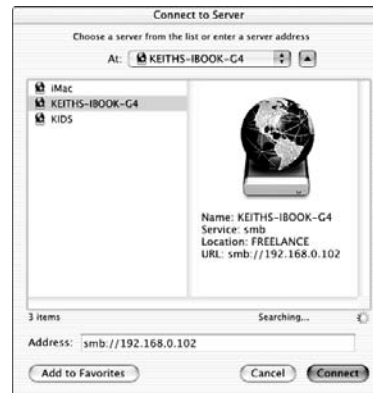 Connect to Server
Choose a server from the list or enter a server address
At: KEITHS-IBOOK-G4
iMac
KEITHS-IBOOK-G4
KIDS
Name: KEITHS-IBOOK-G4
Service: smb
Location: FREELANCE
URL: smb://192.168.0.102
3 items Searching...
Address: smb://192.168.0.102
Add to Favorites Cancel Connect